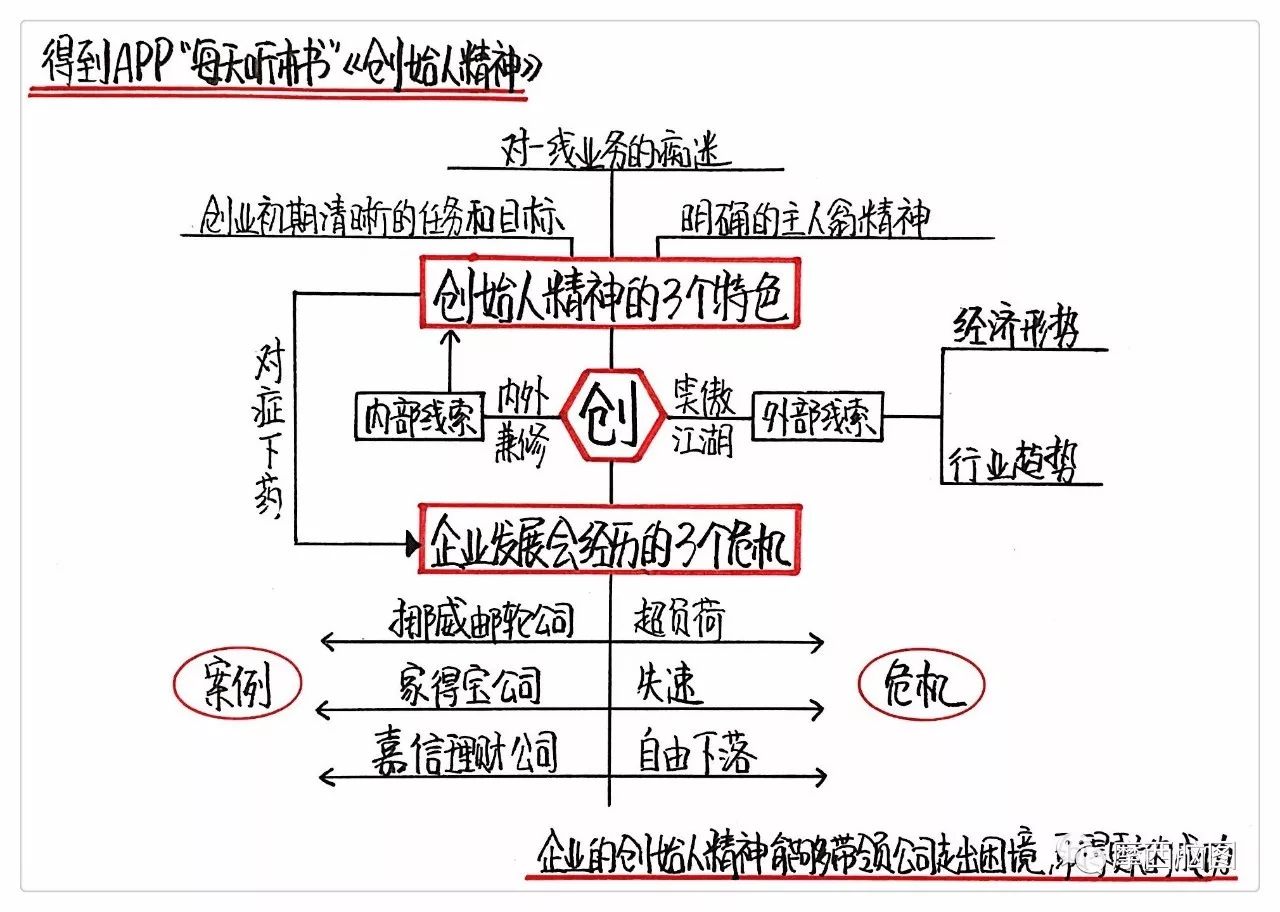 得到APP"每天听本书"《创始人精神》
对一线业务的痴迷
创业初期清晰的任务和目标
明确的主人翁精神
创始人精神的3个特色
经济形势
对症下药
内部线索
内外兼修
创
笑傲江湖
外部线索
行业趋势
企业发展会经历的3个危机
挪威邮轮公司
超负荷
案例
家得宝公司
失速
危机
嘉信理财公司
自由下落
企业的创始人精神能够带领公司走出困境,
摩西脑图